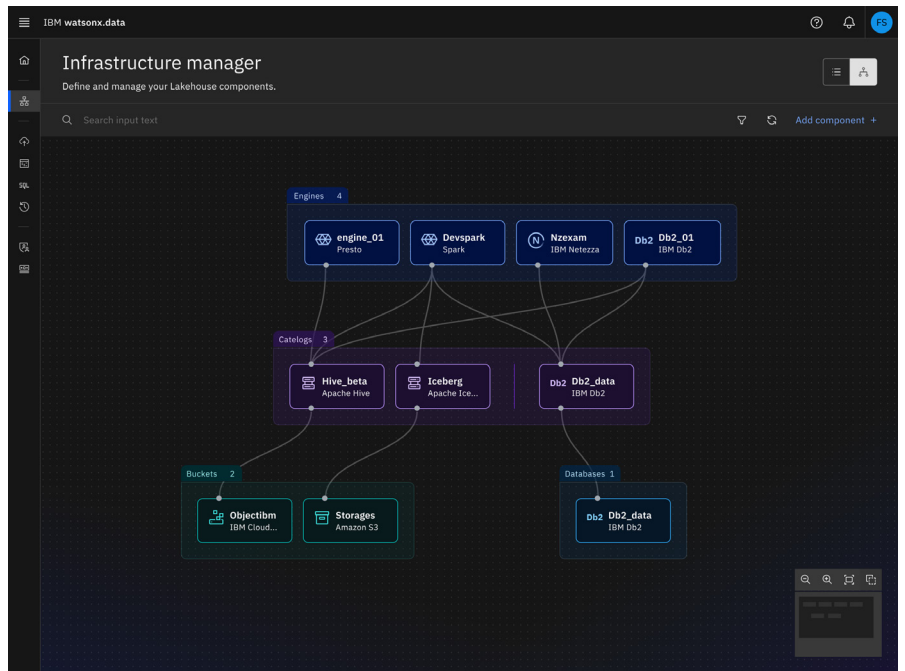 IBM watsonx.data
FS
Infrastructure manager
Define and manage your Lakehouse components.
Search input text
Add component +
SQL
Engines 4
engine_01
Presto
Devspark
Spark
N
Nzexam
IBM Netezza
Db2
Db2_01
IBM Db2
Catelogs 3
Hive_beta
Apache Hive
Iceberg
Apache Ice...
Db2
Db2_data
IBM Db2
Buckets 2
Objectibm
IBM Cloud...
Storages
Amazon S3
Databases 1
Db2
Db2_data
IBM Db2